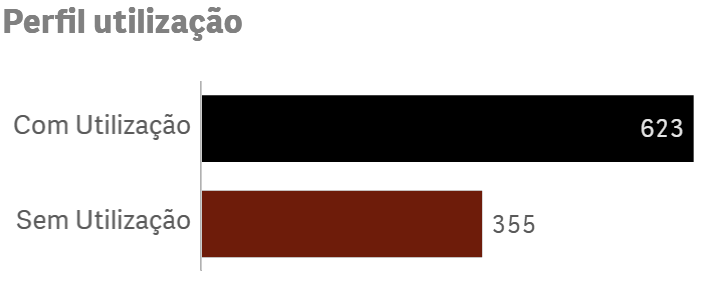 Perfil utilização
Com Utilização
623
Sem Utilização
355